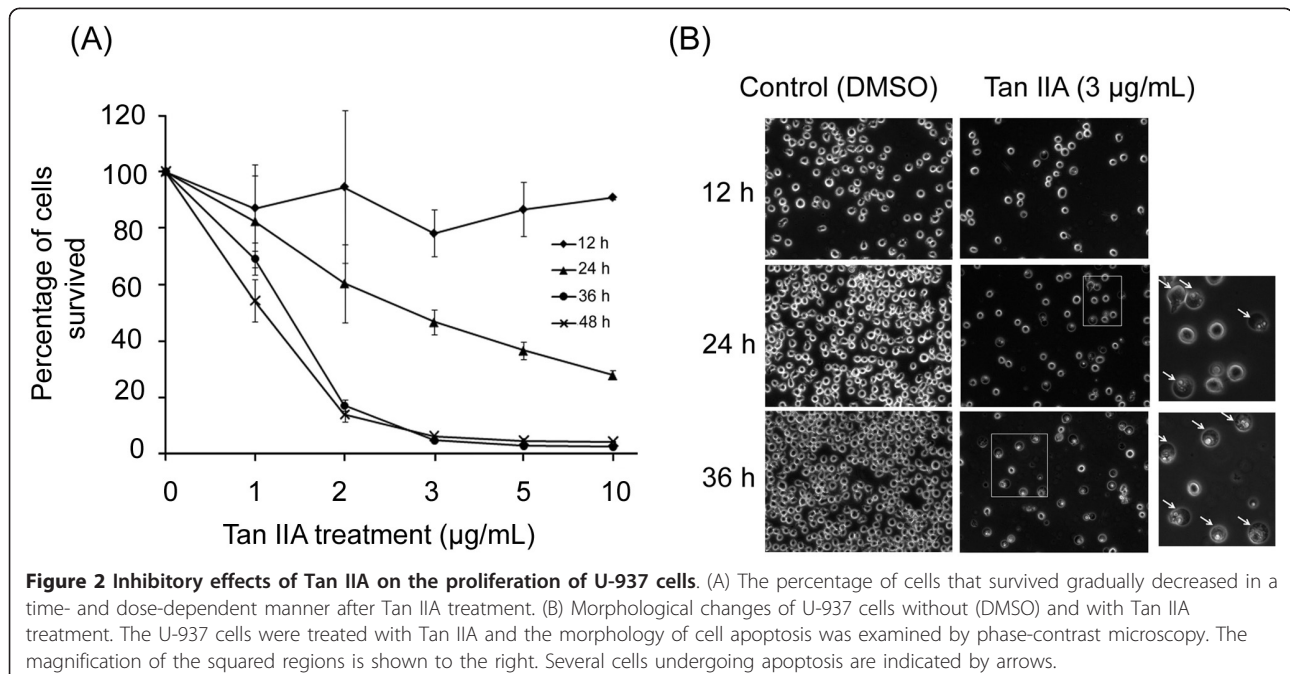 (A)
120
100
80
60
40
20
0
Percentage of cells
survived
12 h
24 h
36 h
48 h
0 1 2 3 5 10
Tan IIA treatment (µg/mL)
(B)
Control (DMSO) Tan IIA (3 µg/mL)
12 h
24 h
36 h
Figure 2 Inhibitory effects of Tan IIA on the proliferation of U-937 cells. (A) The percentage of cells that survived gradually decreased in a
time- and dose-dependent manner after Tan IIA treatment. (B) Morphological changes of U-937 cells without (DMSO) and with Tan IIA
treatment. The U-937 cells were treated with Tan IIA and the morphology of cell apoptosis was examined by phase-contrast microscopy. The
magnification of the squared regions is shown to the right. Several cells undergoing apoptosis are indicated by arrows.